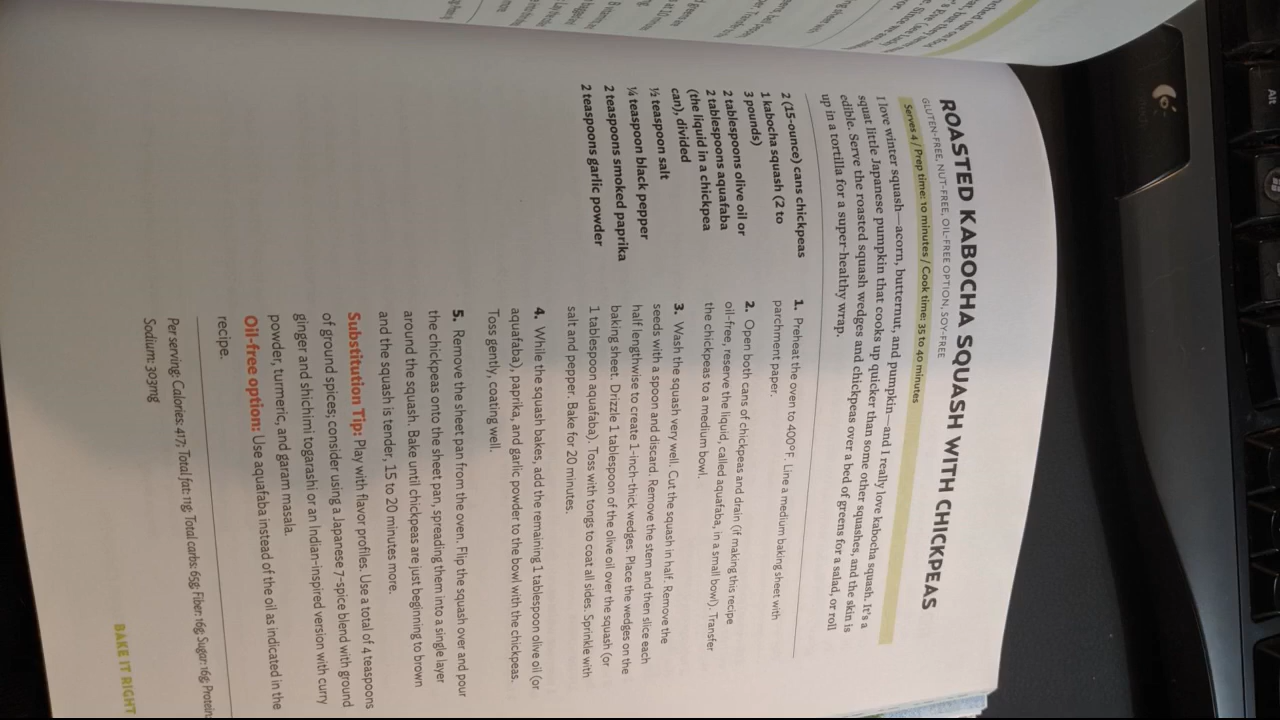 ROASTED KABOCHA SQUASH WITH CHICKPEAS
GLUTEN-FREE, NUT-FREE, OIL-FREE OPTION, SOY-FREE
Serves 4 / Prep time: 10 minutes / Cook time: 35 to 40 minutes
I love winter squash—acorn, butternut, and pumpkin—and I really love kabocha squash. It's a
squat little Japanese pumpkin that cooks up quicker than some other squashes, and the skin is
edible. Serve the roasted squash wedges and chickpeas over a bed of greens for a salad, or roll
up in a tortilla for a super-healthy wrap.
2 (15-ounce) cans chickpeas
1 kabocha squash (2 to
3 pounds)
2 tablespoons olive oil or
2 tablespoons aquafaba
(the liquid in a chickpea
can), divided
½ teaspoon salt
¼ teaspoon black pepper
2 teaspoons smoked paprika
2 teaspoons garlic powder
1. Preheat the oven to 400°F. Line a medium baking sheet with
parchment paper.
2. Open both cans of chickpeas and drain (if making this recipe
oil-free, reserve the liquid, called aquafaba, in a small bowl). Transfer
the chickpeas to a medium bowl.
3. Wash the squash very well. Cut the squash in half. Remove the
seeds with a spoon and discard. Remove the stem and then slice each
half lengthwise to create 1-inch-thick wedges. Place the wedges on the
baking sheet. Drizzle 1 tablespoon of the olive oil over the squash (or
1 tablespoon aquafaba). Toss with tongs to coat all sides. Sprinkle with
salt and pepper. Bake for 20 minutes.
4. While the squash bakes, add the remaining 1 tablespoon olive oil (or
aquafaba), paprika, and garlic powder to the bowl with the chickpeas.
Toss gently, coating well.
5. Remove the sheet pan from the oven. Flip the squash over and pour
the chickpeas onto the sheet pan, spreading them into a single layer
around the squash. Bake until chickpeas are just beginning to brown
and the squash is tender, 15 to 20 minutes more.
Substitution Tip: Play with flavor profiles. Use a total of 4 teaspoons
of ground spices; consider using a Japanese 7-spice blend with ground
ginger and shichimi togarashi or an Indian-inspired version with curry
powder, turmeric, and garam masala.
Oil-free option: Use aquafaba instead of the oil as indicated in the
recipe.
Per serving: Calories: 417; Total fat: 11g; Total carbs: 65g; Fiber: 16g; Sugar: 16g; Protein:
Sodium: 303mg
BAKE IT RIGHT
Alt